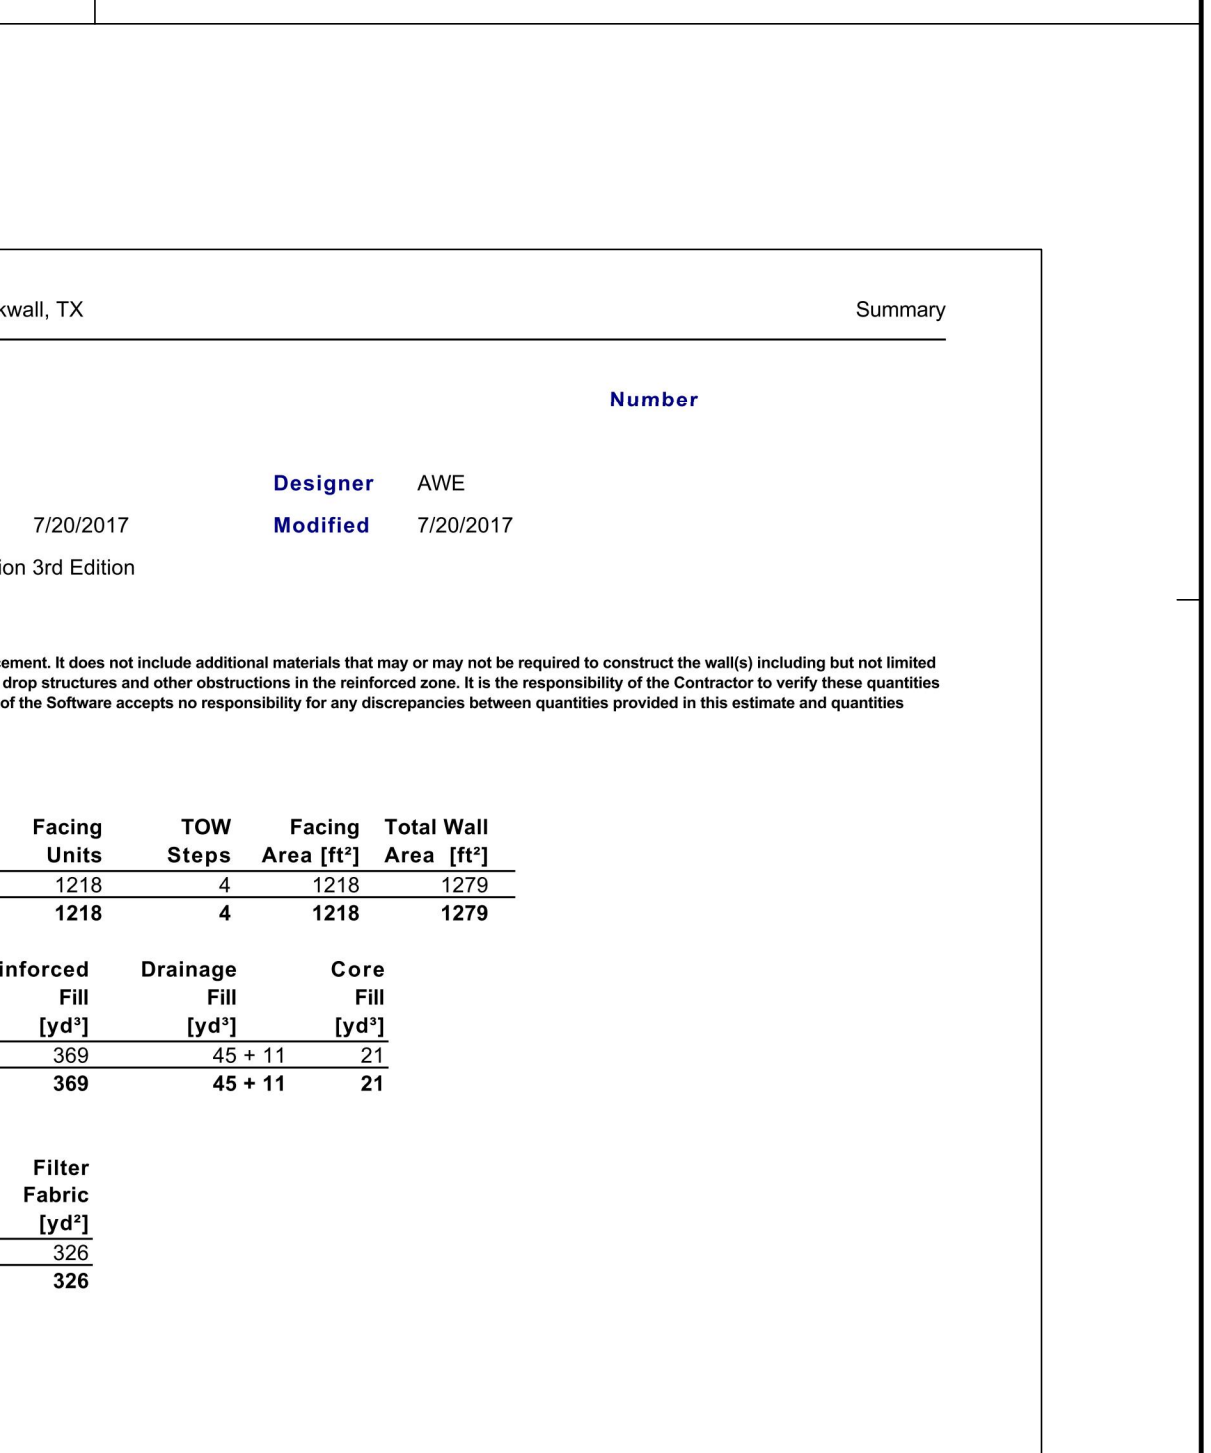 kwall, TX Summary
Number
Designer AWE
7/20/2017 Modified 7/20/2017
ion 3rd Edition
cement. It does not include additional materials that may or may not be required to construct the wall(s) including but not limited
drop structures and other obstructions in the reinforced zone. It is the responsibility of the Contractor to verify these quantities
of the Software accepts no responsibility for any discrepancies between quantities provided in this estimate and quantities
Facing TOW Facing Total Wall
Units Steps Area [ft²] Area [ft²]
1218 4 1218 1279
1218 4 1218 1279
inforced Drainage Core
Fill Fill Fill
[yd³] [yd³] [yd³]
369 45 + 11 21
369 45 + 11 21
Filter
Fabric
[yd²]
326
326